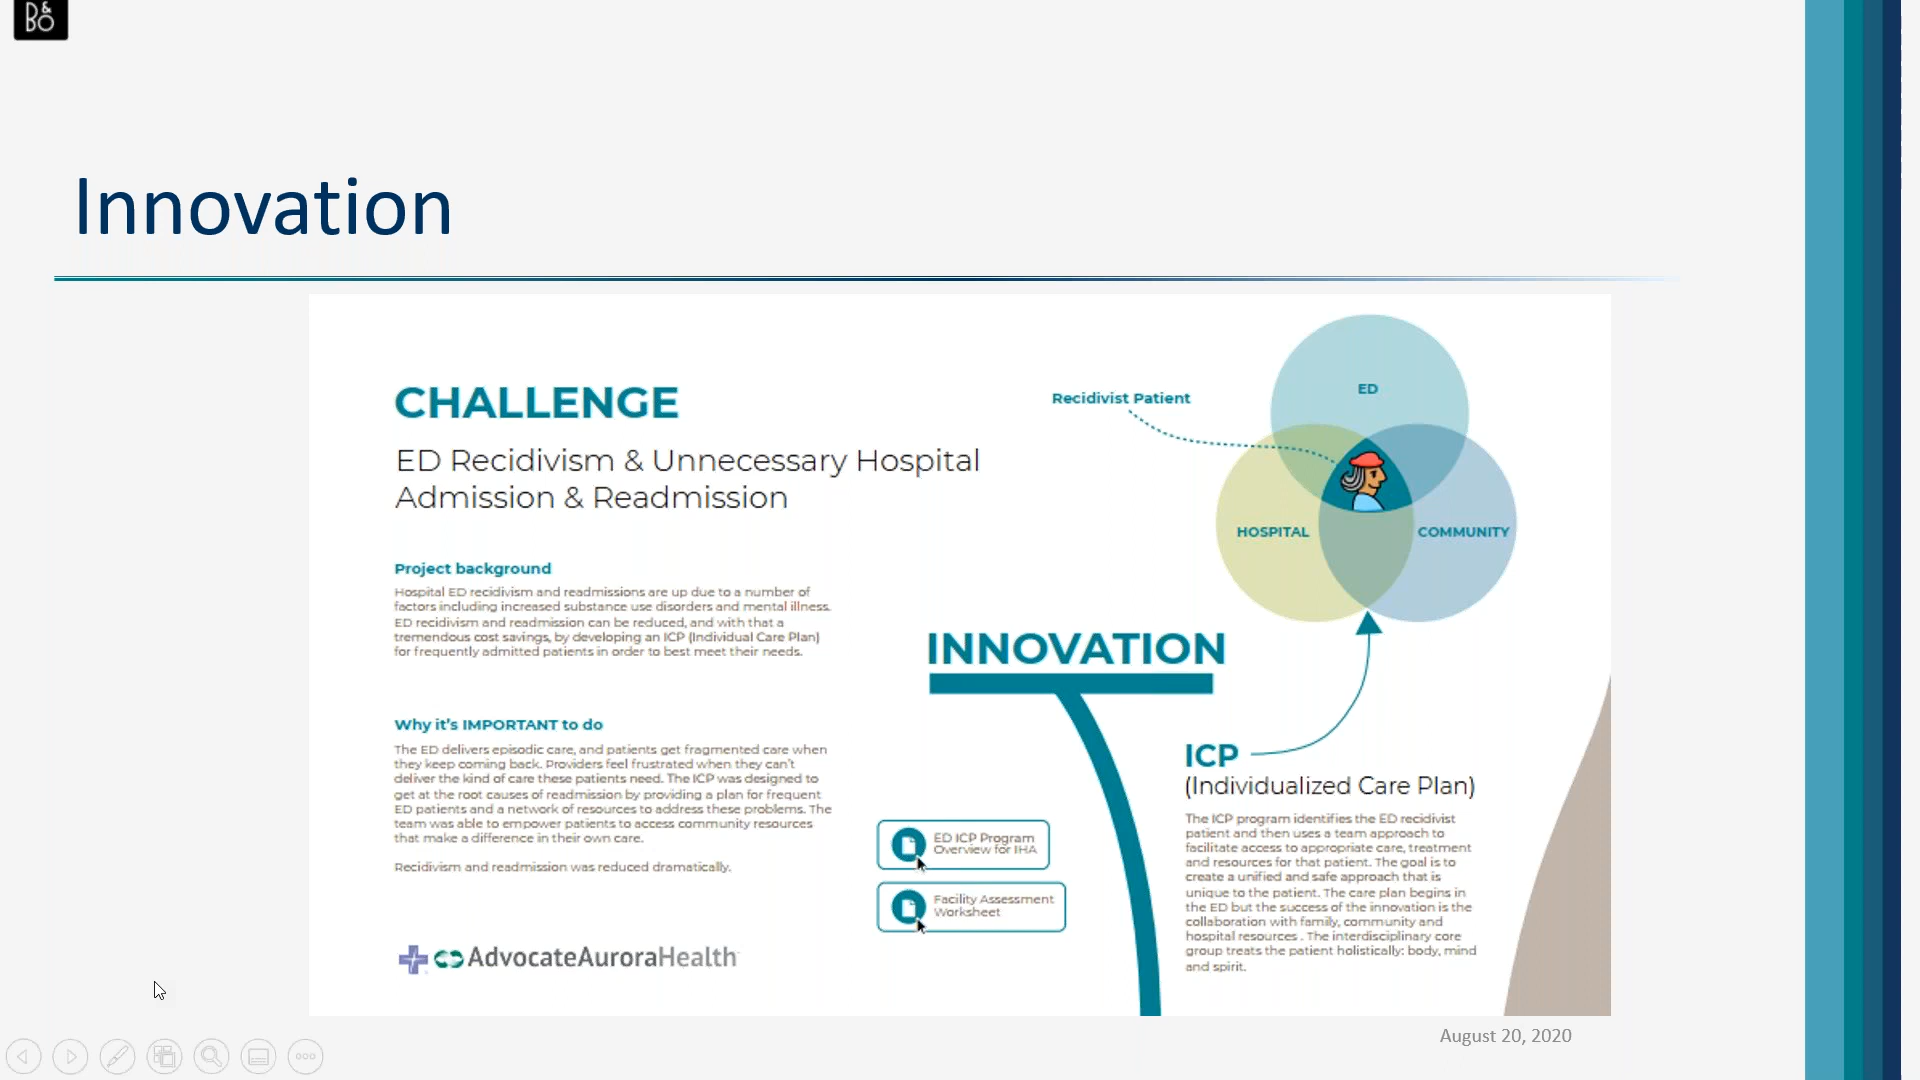 B&O
Innovation
CHALLENGE
ED Recidivism & Unnecessary Hospital
Admission & Readmission
Project background
Hospital ED recidivism and readmissions are up due to a number of
factors including increased substance use disorders and mental illness.
ED recidivism and readmission can be reduced, and with that a
tremendous cost savings, by developing an ICP (Individual Care Plan)
for frequently admitted patients in order to best meet their needs.
Why it's IMPORTANT to do
The ED delivers episodic care, and patients get fragmented care when
they keep coming back. Providers feel frustrated when they can't
deliver the kind of care these patients need. The ICP was designed to
get at the root causes of readmission by providing a plan for frequent
ED patients and a network of resources to address these problems. The
team was able to empower patients to access community resources
that make a difference in their own care.
Recidivism and readmission was reduced dramatically.
AdvocateAuroraHealth
Recidivist Patient
ED
HOSPITAL
COMMUNITY
INNOVATION
ED ICP Program
Overview for IHA
Facility Assessment
Worksheet
ICP
(Individualized Care Plan)
The ICP program identifies the ED recidivist
patient and then uses a team approach to
facilitate access to appropriate care, treatment
and resources for that patient. The goal is to
create a unified and safe approach that is
unique to the patient. The care plan begins in
the ED but the success of the innovation is the
collaboration with family, community and
hospital resources . The interdisciplinary core
group treats the patient holistically: body, mind
and spirit.
August 20, 2020